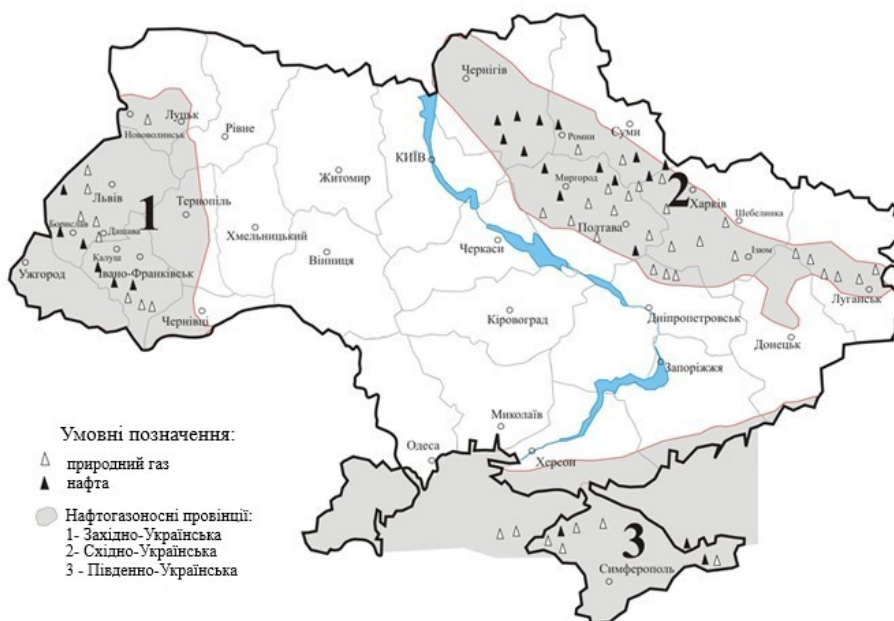 Чернігів
Луцьк
Нововолинськ
Рівне
Ромни
Суми
КИЇВ
Житомир
Львів
1
Тернопіль
Миргород
2
Харків
Шебелинка
Борислав
Дашава
Хмельницький
Полтава
Калуш
Черкаси
Вінниця
Ізюм
Ужгород
Івано-Франківськ
Луганськ
Чернівці
Кіровоград
Дніпропетровськ
Донецьк
Запоріжжя
Миколаїв
Одеса
Херсон
3
Симферополь
Умовні позначення:
природний газ
нафта
Нафтогазоносні провінції:
1- Західно-Українська
2- Східно-Українська
3 - Південно-Українська